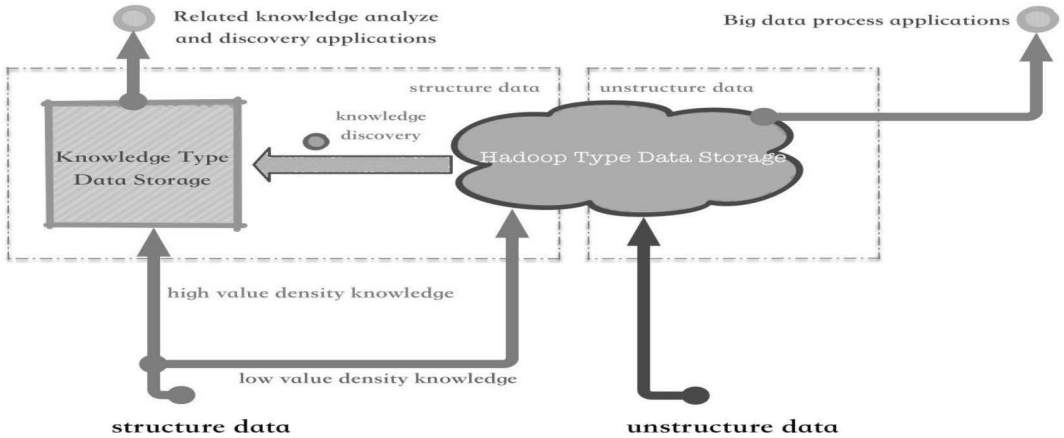 Related knowledge analyze
and discovery applications
Big data process applications
structure data
unstructure data
knowledge
discovery
Knowledge Type
Data Storage
Hadoop Type Data Storage
high value density knowledge
low value density knowledge
structure data
unstructure data